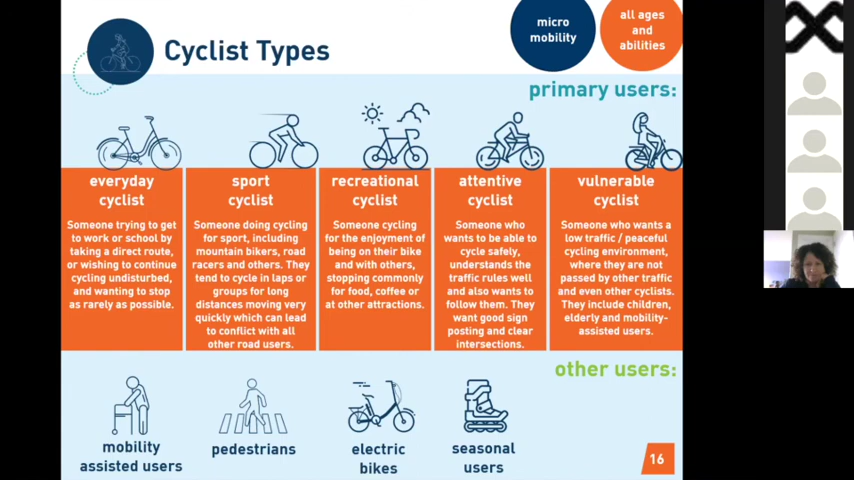 micro
mobility
all ages
and
abilities
Cyclist Types
primary users:
everyday
cyclist
Someone trying to get
to work or school by
taking a direct route,
or wishing to continue
cycling undisturbed,
and wanting to stop
as rarely as possible.
sport
cyclist
Someone doing cycling
for sport, including
mountain bikers, road
racers and others. They
tend to cycle in laps or
groups for long
distances moving very
quickly which can lead
to conflict with all
other road users.
recreational
cyclist
Someone cycling
for the enjoyment of
being on their bike
and with others,
stopping commonly
for food, coffee or
at other attractions.
attentive
cyclist
Someone who
wants to be able to
cycle safely,
understands the
traffic rules well
and also wants to
follow them. They
want good sign
posting and clear
intersections.
vulnerable
cyclist
Someone who wants a
low traffic / peaceful
cycling environment,
where they are not
passed by other traffic
and even other cyclists.
They include children,
elderly and mobility-
assisted users.
other users:
mobility
assisted users
pedestrians
electric
bikes
seasonal
users
16